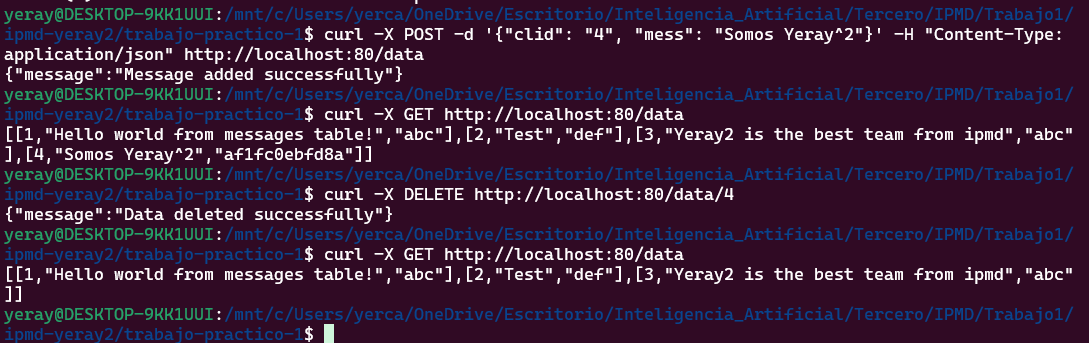 yeray@DESKTOP-9KK1UUI:/mnt/c/Users/yerca/OneDrive/Escritorio/Inteligencia_Artificial/Tercero/IPMD/Trabajo1/
ipmd-yeray2/trabajo-practico-1$ curl -X POST -d '{"clid": "4", "mess": "Somos Yeray^2"}' -H "Content-Type:
application/json" http://localhost:80/data
{"message":"Message added successfully"}
yeray@DESKTOP-9KK1UUI:/mnt/c/Users/yerca/OneDrive/Escritorio/Inteligencia_Artificial/Tercero/IPMD/Trabajo1/
ipmd-yeray2/trabajo-practico-1$ curl -X GET http://localhost:80/data
[[1,"Hello world from messages table!","abc"],[2,"Test","def"],[3,"Yeray2 is the best team from ipmd","abc"
],[4,"Somos Yeray^2","af1fc0ebfd8a"]]
yeray@DESKTOP-9KK1UUI:/mnt/c/Users/yerca/OneDrive/Escritorio/Inteligencia_Artificial/Tercero/IPMD/Trabajo1/
ipmd-yeray2/trabajo-practico-1$ curl -X DELETE http://localhost:80/data/4
{"message":"Data deleted successfully"}
yeray@DESKTOP-9KK1UUI:/mnt/c/Users/yerca/OneDrive/Escritorio/Inteligencia_Artificial/Tercero/IPMD/Trabajo1/
ipmd-yeray2/trabajo-practico-1$ curl -X GET http://localhost:80/data
[[1,"Hello world from messages table!","abc"],[2,"Test","def"],[3,"Yeray2 is the best team from ipmd","abc"
]]
yeray@DESKTOP-9KK1UUI:/mnt/c/Users/yerca/OneDrive/Escritorio/Inteligencia_Artificial/Tercero/IPMD/Trabajo1/
ipmd-yeray2/trabajo-practico-1$